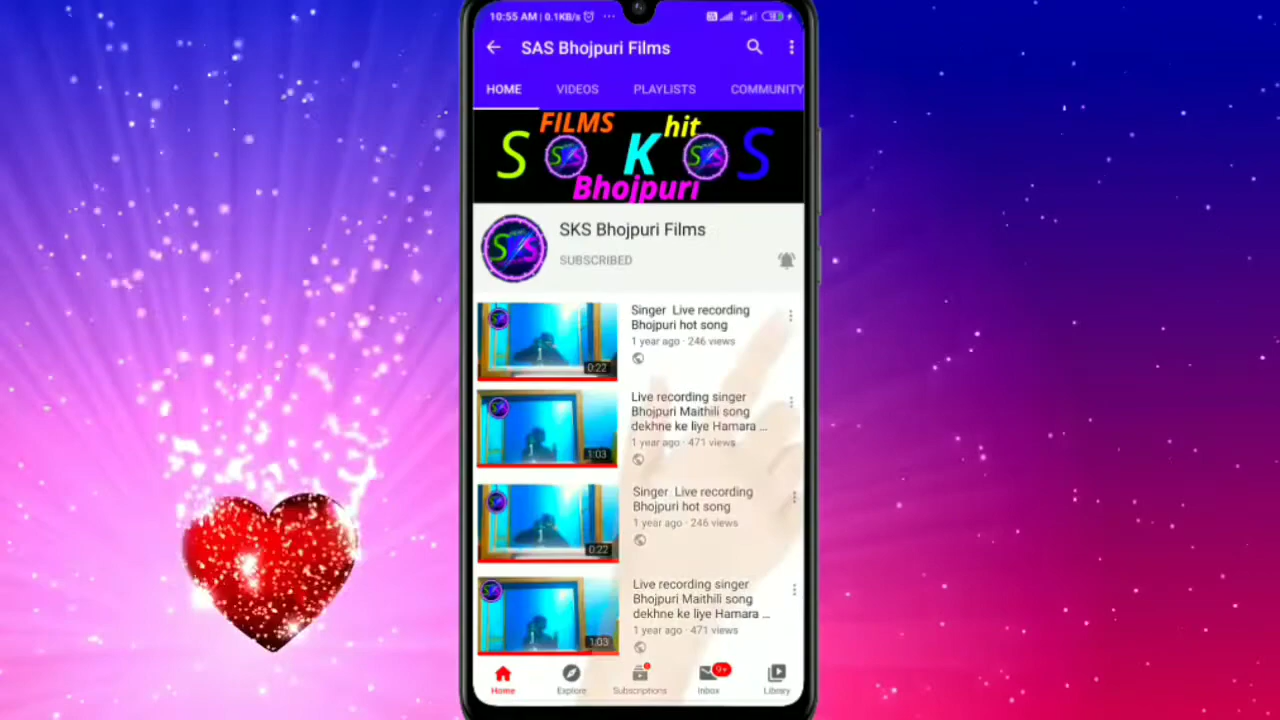 10:55 AM | 0.1KB/s
SAS Bhojpuri Films
HOME VIDEOS PLAYLISTS COMMUNITY
FILMS hit
S SKS K SKS S
Bhojpuri
SKS
SKS Bhojpuri Films
SUBSCRIBED
Singer Live recording
Bhojpuri hot song
1 year ago · 246 views
0:22
Live recording singer
Bhojpuri Maithili song
dekhne ke liye Hamara ...
1 year ago · 471 views
1:03
Singer Live recording
Bhojpuri hot song
1 year ago · 246 views
0:22
Live recording singer
Bhojpuri Maithili song
dekhne ke liye Hamara ...
1 year ago · 471 views
1:03
9+
Home Explore Subscriptions Inbox Library